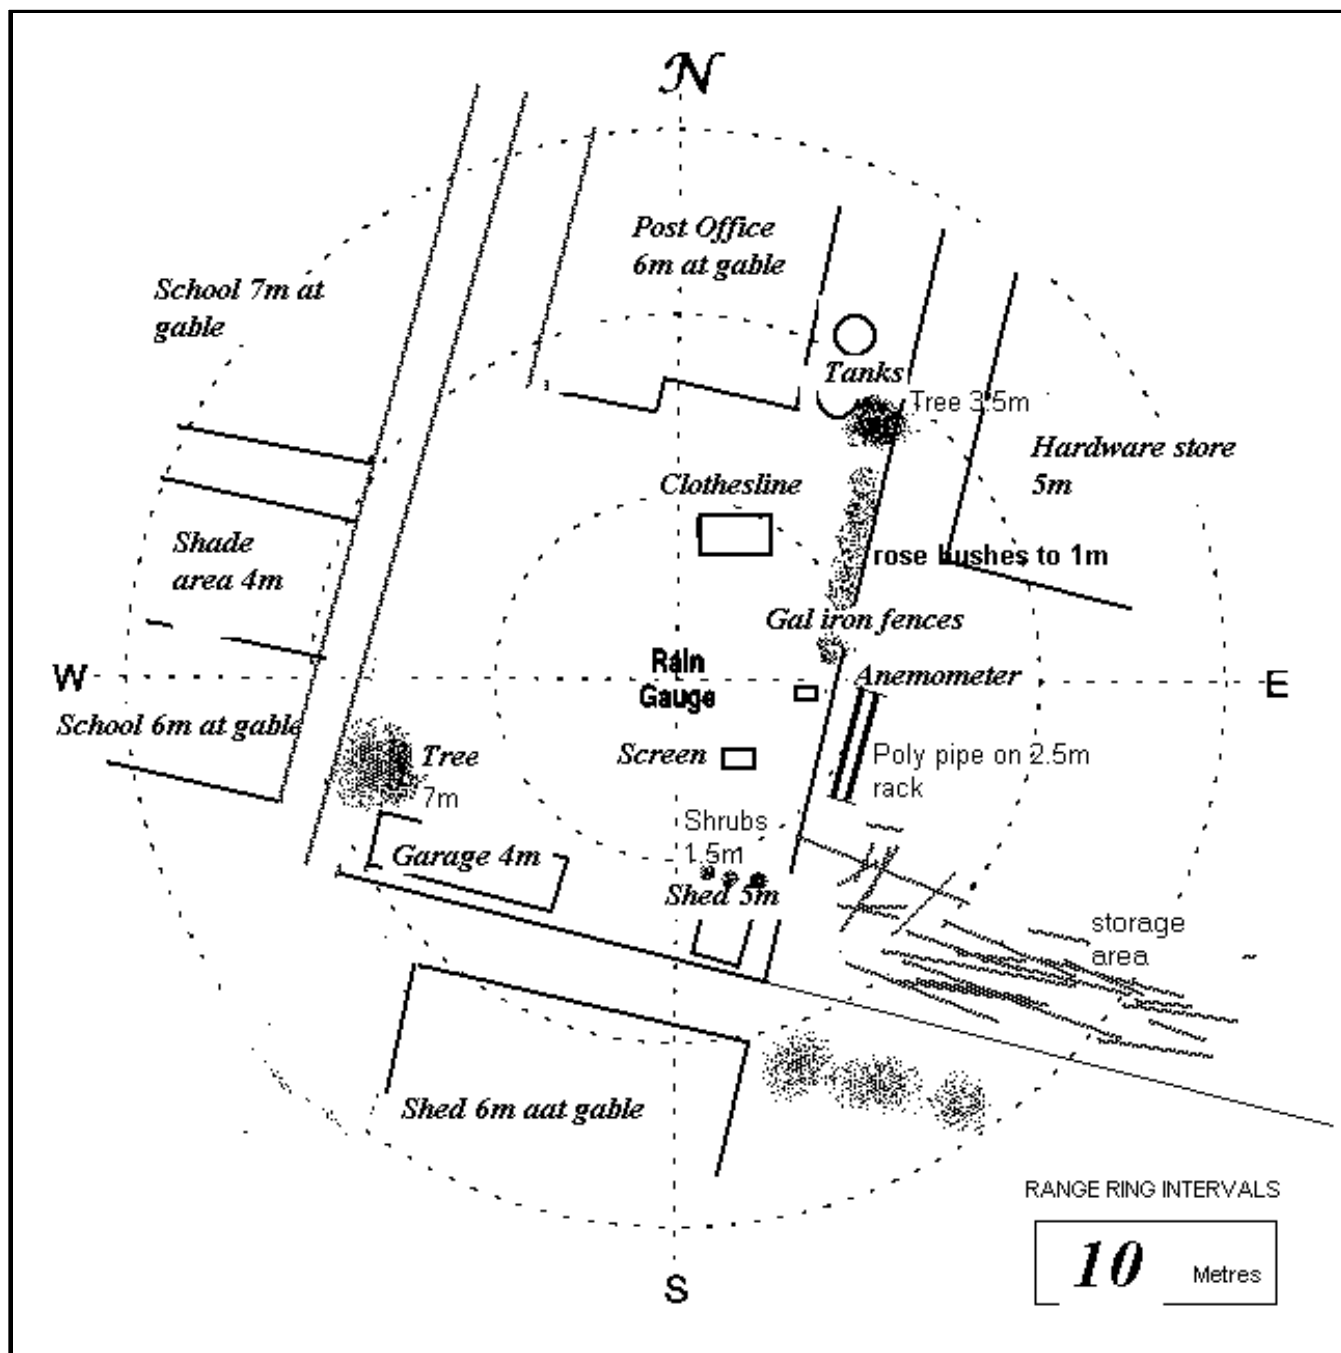 N
Post Office
6m at gable
School 7m at
gable
Tanks
Tree 3.5m
Hardware store
5m
Clothesline
Shade
area 4m
rose bushes to 1m
Gal iron fences
Rain
Gauge
Anemometer
W
E
School 6m at gable
Tree
7m
Screen
Poly pipe on 2.5m
rack
Shrubs
1.5m
Garage 4m
Shed 5m
storage
area
Shed 6m aat gable
RANGE RING INTERVALS
10 Metres
S